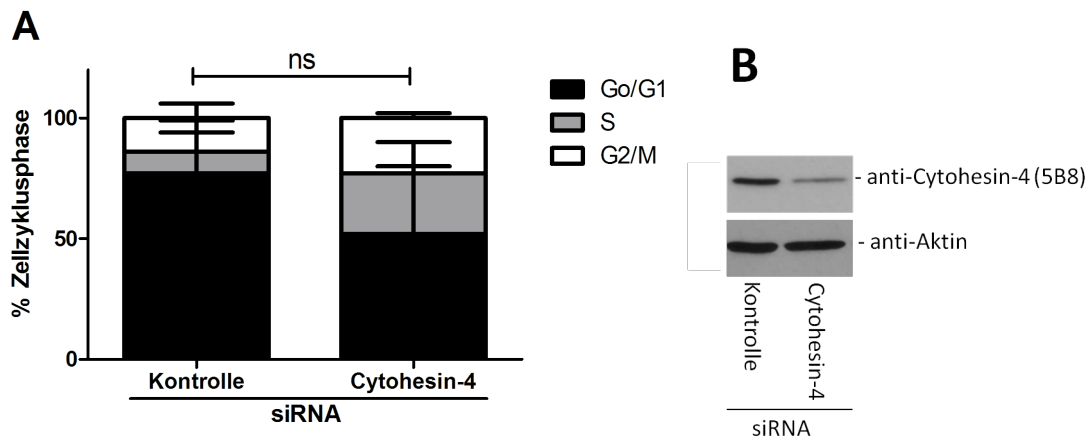 A
ns
% Zellzyklusphase
100
50
0
Kontrolle
Cytohesin-4
siRNA
Go/G1
S
G2/M
B
- anti-Cytohesin-4 (5B8)
- anti-Aktin
Kontrolle
Cytohesin-4
siRNA